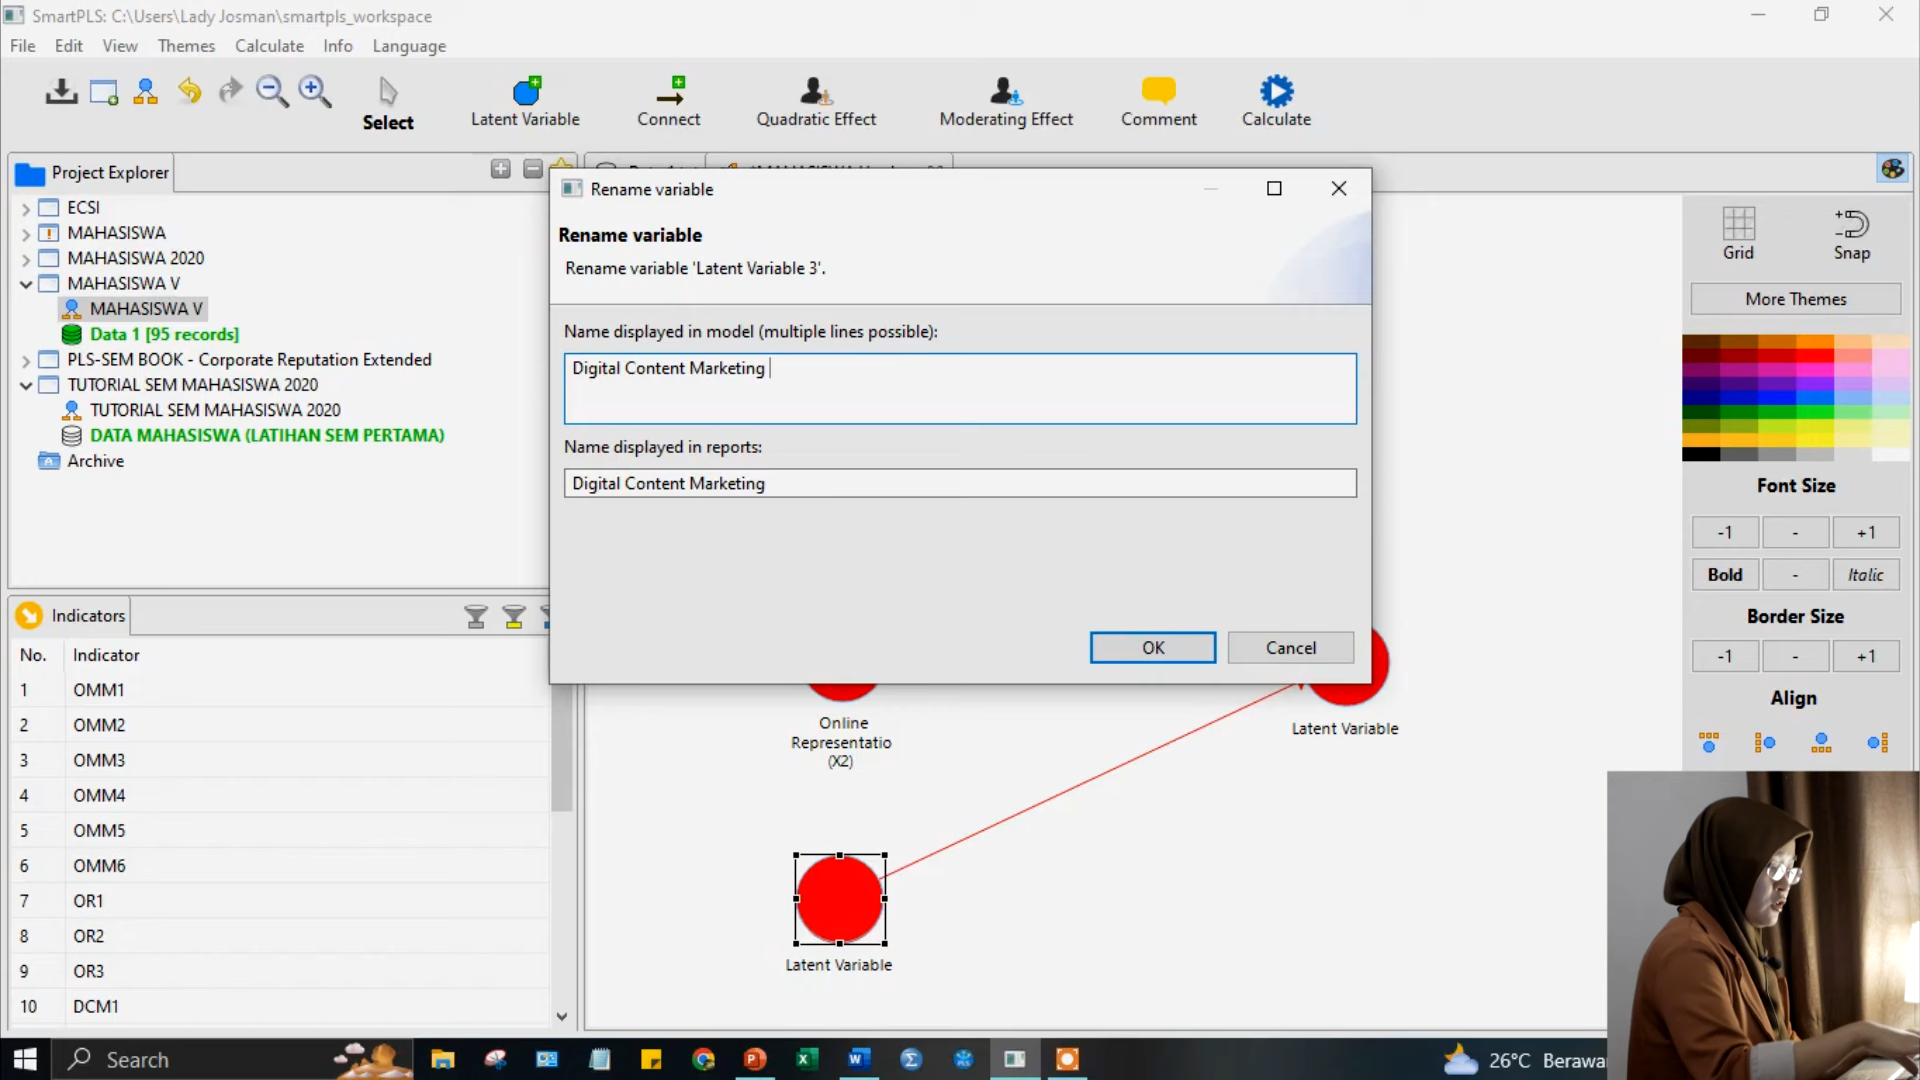 SmartPLS: C:\Users\Lady Josman\smartpls_workspace
File Edit View Themes Calculate Info Language
Select
Latent Variable
Connect
Quadratic Effect
Moderating Effect
Comment
Calculate
Project Explorer
ECSI
MAHASISWA
MAHASISWA 2020
MAHASISWA V
MAHASISWA V
Data 1 [95 records]
PLS-SEM BOOK - Corporate Reputation Extended
TUTORIAL SEM MAHASISWA 2020
TUTORIAL SEM MAHASISWA 2020
DATA MAHASISWA (LATIHAN SEM PERTAMA)
Archive
Indicators
No. Indicator
1 OMM1
2 OMM2
3 OMM3
4 OMM4
5 OMM5
6 OMM6
7 OR1
8 OR2
9 OR3
10 DCM1
Rename variable
Rename variable
Rename variable 'Latent Variable 3'.
Name displayed in model (multiple lines possible):
Digital Content Marketing
Name displayed in reports:
Digital Content Marketing
OK Cancel
Online
Representatio
(X2)
Latent Variable
Latent Variable
Grid Snap
More Themes
Font Size
-1 - +1
Bold - Italic
Border Size
-1 - +1
Align
Search
26°C